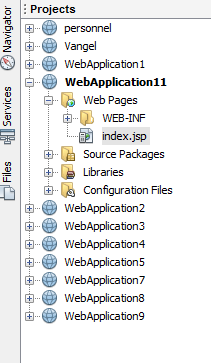 Projects
personnel
Vangel
WebApplication1
WebApplication11
Web Pages
WEB-INF
index.jsp
Source Packages
Libraries
Configuration Files
WebApplication2
WebApplication3
WebApplication4
WebApplication5
WebApplication7
WebApplication8
WebApplication9
Navigator
Services
Files